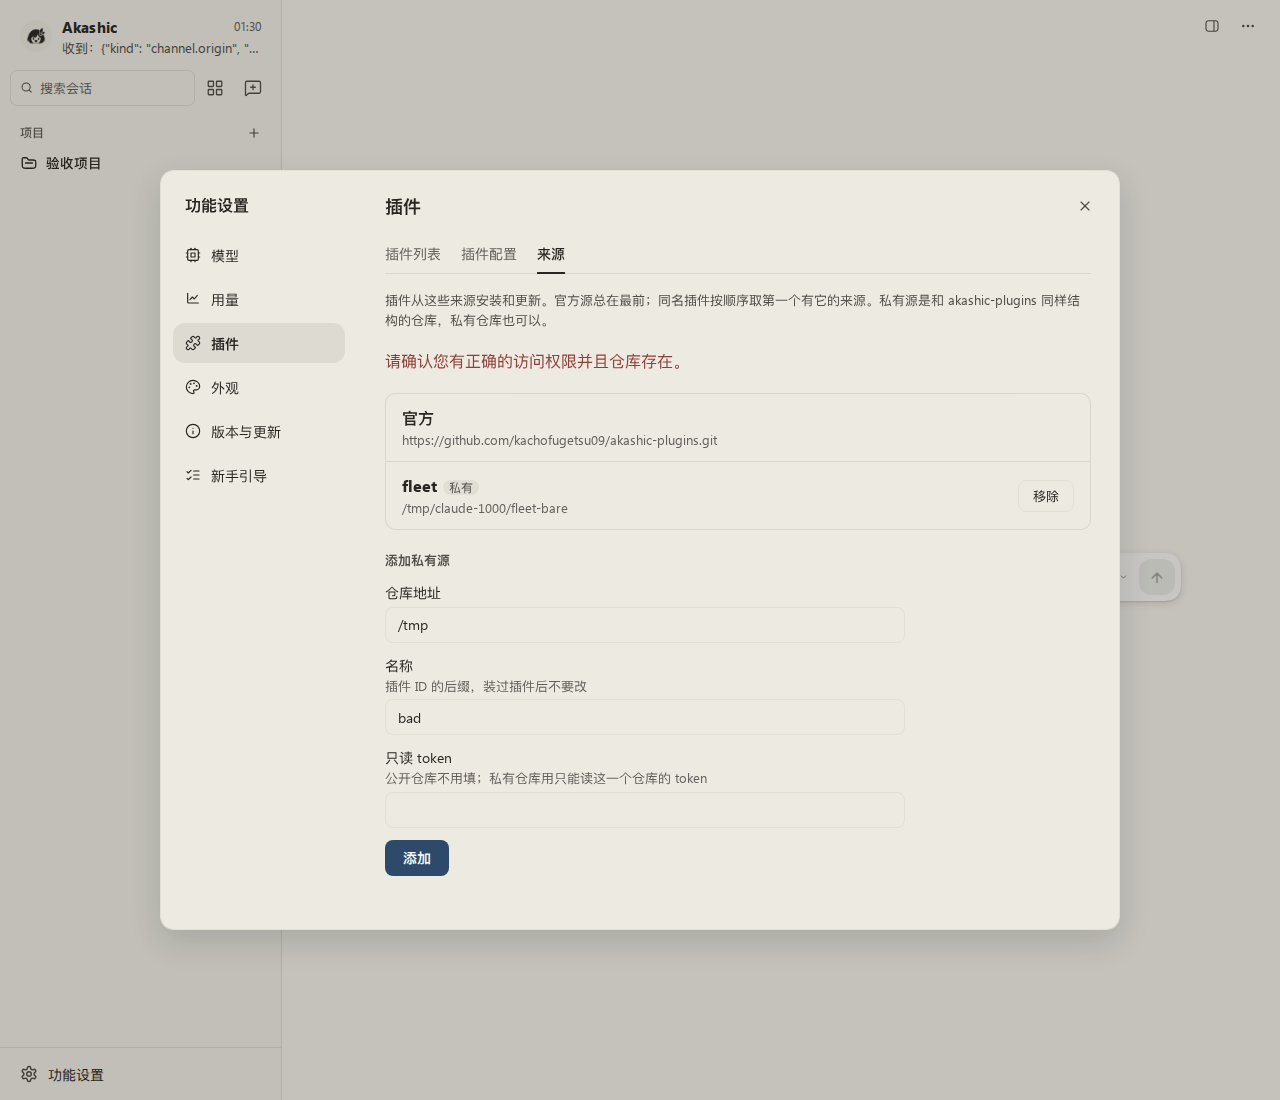 Akashic
01:30
收到：{"kind": "channel.origin", "...
搜索会话
项目
验收项目
功能设置
模型
用量
插件
外观
版本与更新
新手引导
插件
插件列表
插件配置
来源
插件从这些来源安装和更新。官方源总在最前；同名插件按顺序取第一个有它的来源。私有源是和 akashic-plugins 同样结
构的仓库，私有仓库也可以。
请确认您有正确的访问权限并且仓库存在。
官方
https://github.com/kachofugetsu09/akashic-plugins.git
fleet 私有
/tmp/claude-1000/fleet-bare
移除
添加私有源
仓库地址
/tmp
名称
插件 ID 的后缀，装过插件后不要改
bad
只读 token
公开仓库不用填；私有仓库用只能读这一个仓库的 token
添加
功能设置